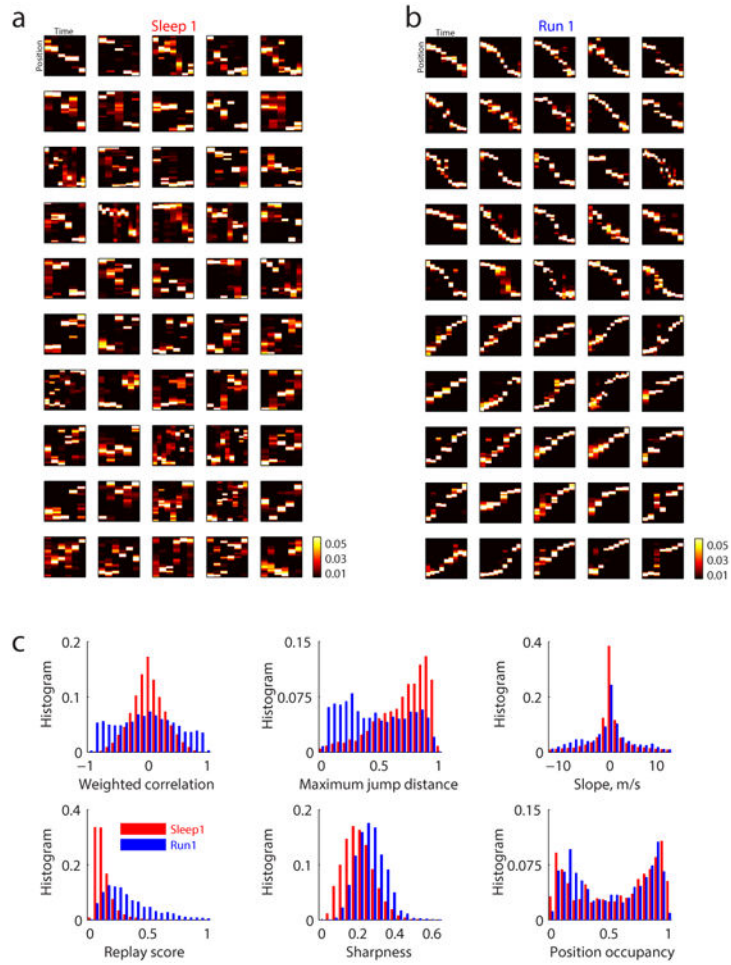 a
Sleep 1
Time
Position
0.05
0.03
0.01
b
Run 1
Time
Position
0.05
0.03
0.01
c
0.2
0.1
0
Histogram
−1
0
1
Weighted correlation
0.15
0.075
0
Histogram
0
0.5
1
Maximum jump distance
0.4
0.2
0
Histogram
−10
0
10
Slope, m/s
0.4
0.2
0
Histogram
Sleep1
Run1
0
0.5
1
Replay score
0.2
0.1
0
Histogram
0
0.2
0.4
0.6
Sharpness
0.15
0.075
0
Histogram
0
0.5
1
Position occupancy